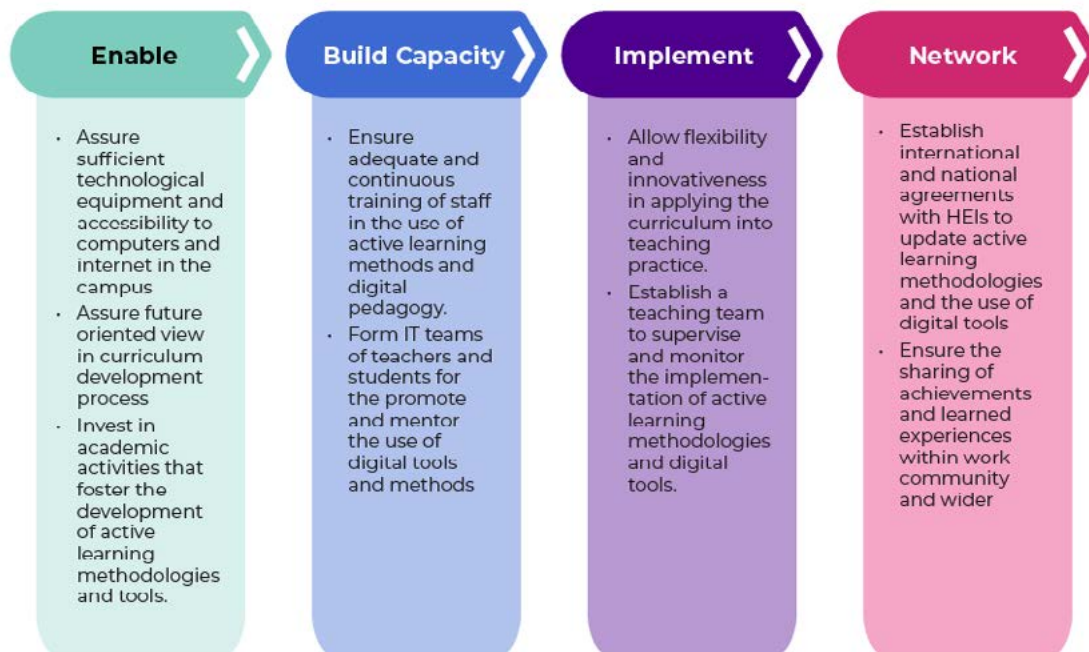 Enable
• Assure
sufficient
technological
equipment and
accessibility to
computers and
internet in the
campus
• Assure future
oriented view
in curriculum
development
process
• Invest in
academic
activities that
foster the
development
of active
learning
methodologies
and tools.
Build Capacity
• Ensure
adequate and
continuous
training of staff
in the use of
active learning
methods and
digital
pedagogy.
• Form IT teams
of teachers and
students for
the promote
and mentor
the use of
digital tools
and methods
Implement
• Allow flexibility
and
innovativeness
in applying the
curriculum into
teaching
practice.
• Establish a
teaching team
to supervise
and monitor
the implemen-
tation of active
learning
methodologies
and digital
tools.
Network
• Establish
international
and national
agreements
with HEIs to
update active
learning
methodologies
and the use of
digital tools
• Ensure the
sharing of
achievements
and learned
experiences
within work
community
and wider